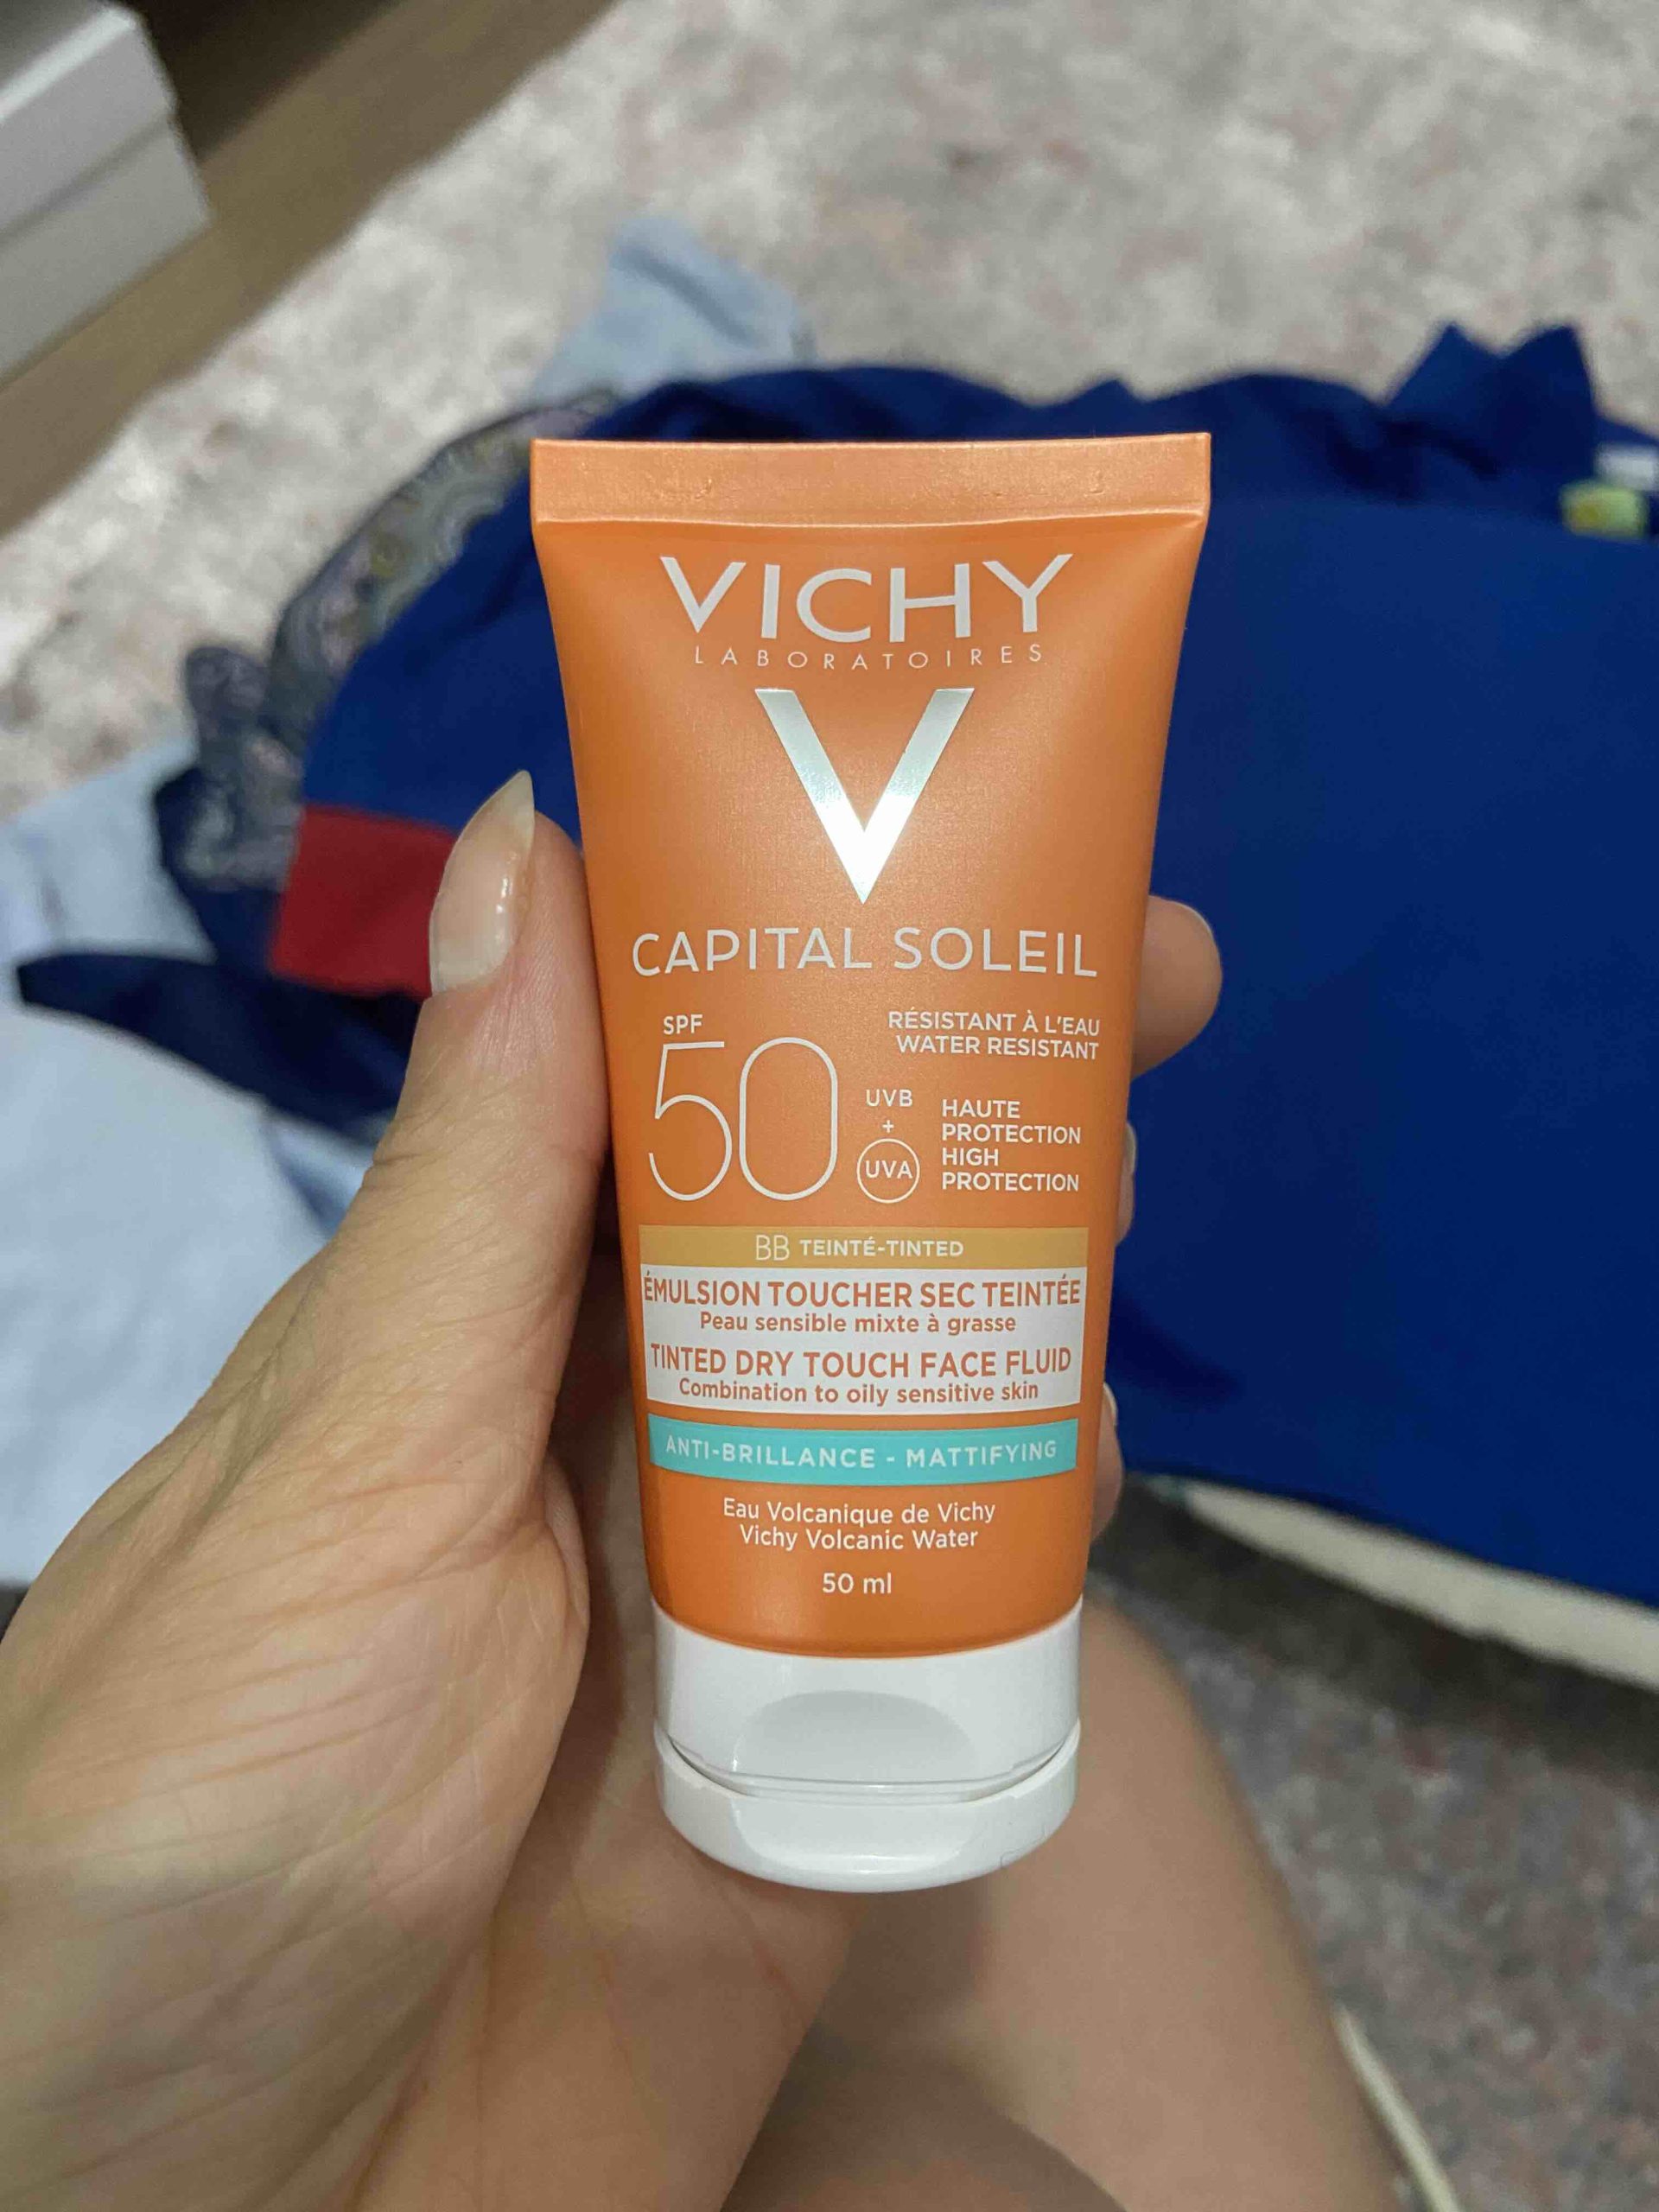 VICHY
LABORATOIRES
V
CAPITAL SOLEIL
SPF
50
RÉSISTANT À L'EAU
WATER RESISTANT
UVB
+
UVA
HAUTE
PROTECTION
HIGH
PROTECTION
BB TEINTÉ-TINTED
ÉMULSION TOUCHER SEC TEINTÉE
Peau sensible mixte à grasse
TINTED DRY TOUCH FACE FLUID
Combination to oily sensitive skin
ANTI-BRILLANCE - MATTIFYING
Eau Volcanique de Vichy
Vichy Volcanic Water
50 ml